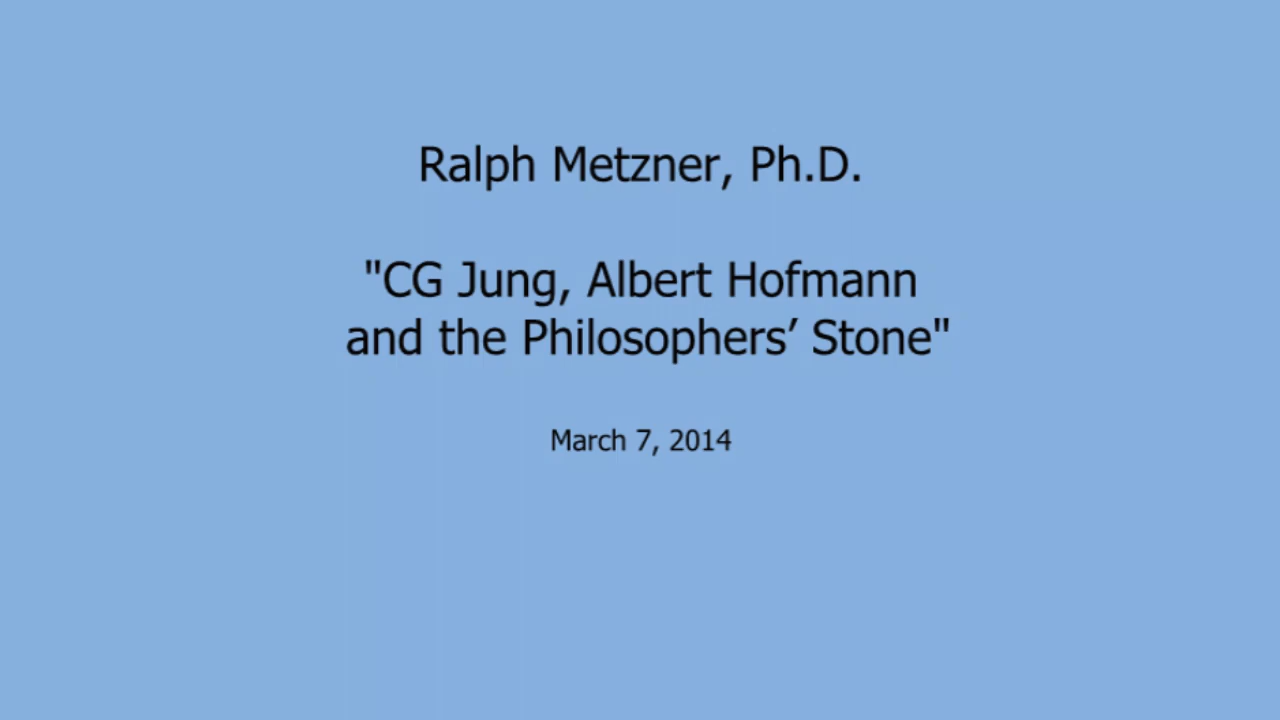 Ralph Metzner, Ph.D.
"CG Jung, Albert Hofmann
and the Philosophers’ Stone"
March 7, 2014